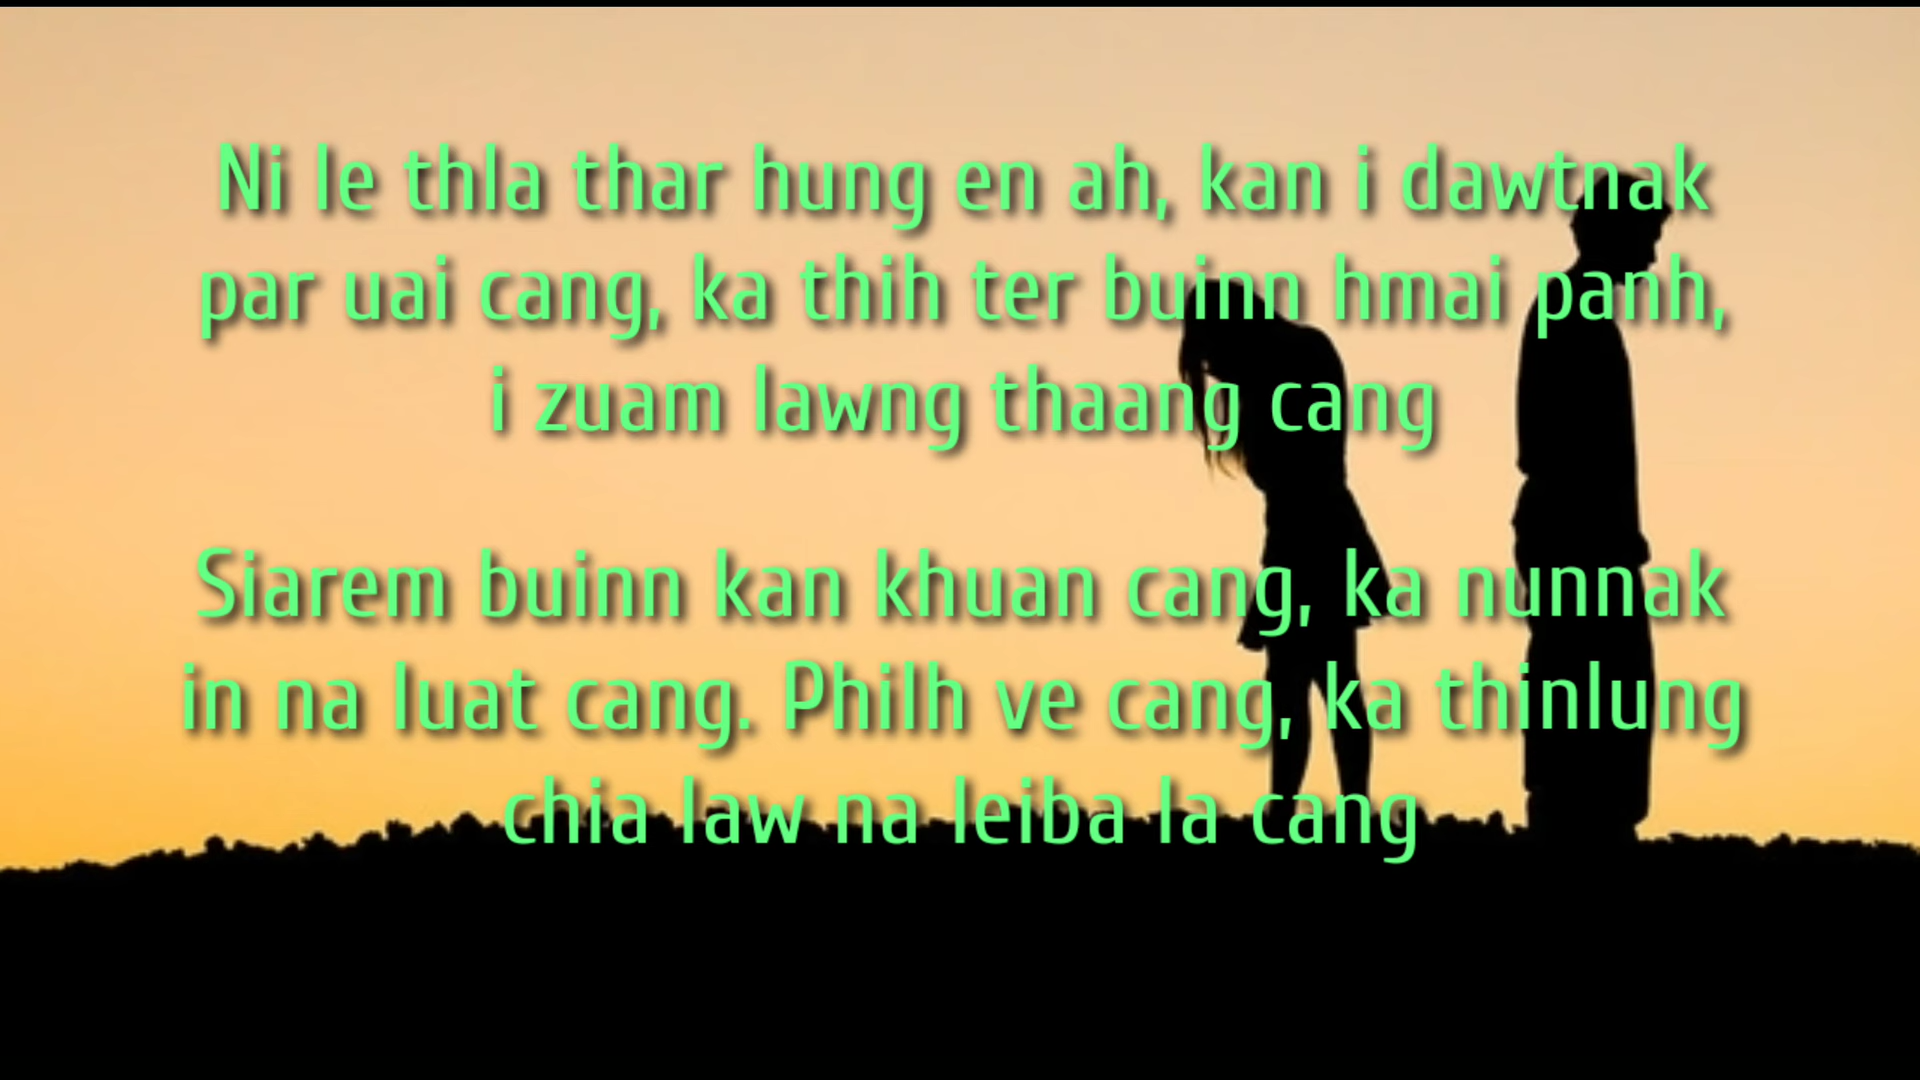 Ni le thla thar hung en ah, kan i dawtnak
par uai cang, ka thih ter buinn hmai panh,
i zuam lawng thaang cang
Siarem buinn kan khuan cang, ka nunnak
in na luat cang. Philh ve cang, ka thinlung
chia law na leiba la cang